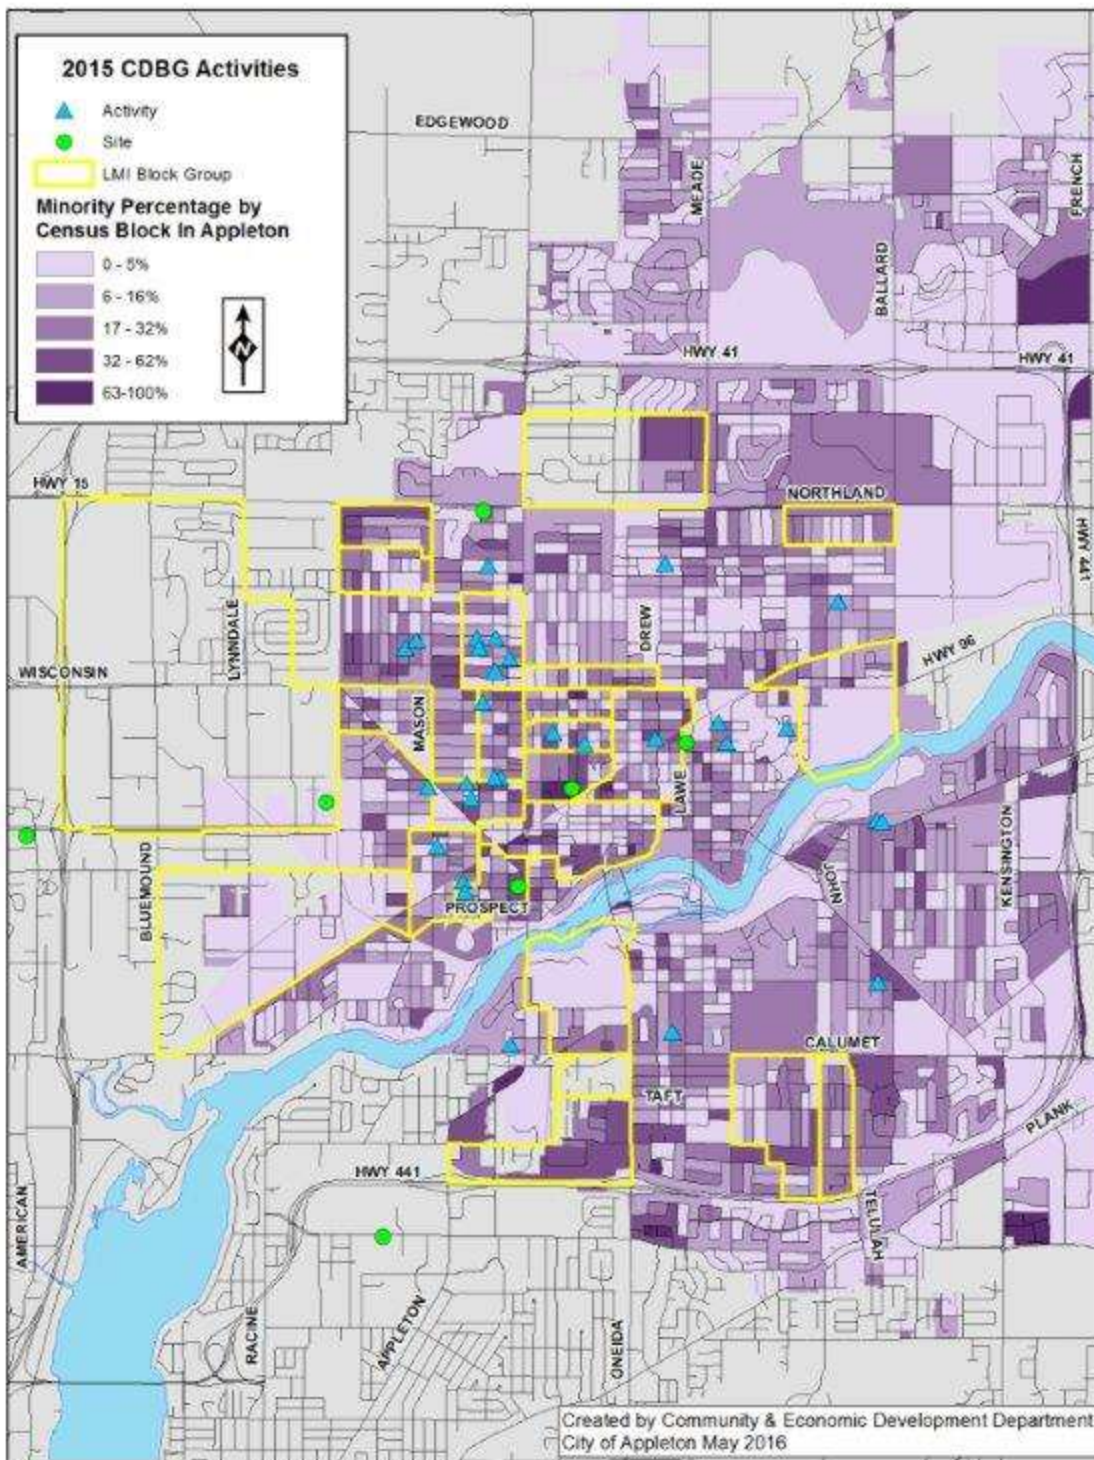 2015 CDBG Activities
Activity
Site
LMI Block Group
Minority Percentage by
Census Block In Appleton
0 - 5%
6 - 16%
17 - 32%
32 - 62%
63-100%
N
EDGEWOOD
MEADE
FRENCH
BALLARD
HWY 41
HWY 41
HWY 15
NORTHLAND
HWY 441
LYNNDALE
DREW
HWY 96
WISCONSIN
MASON
LAWE
KENSINGTON
BLUEMOUND
JOHN
PROSPECT
CALUMET
TAFT
PLANK
HWY 441
AMERICAN
TELULAH
RACINE
APPLETON
ONEIDA
Created by Community & Economic Development Department
City of Appleton May 2016